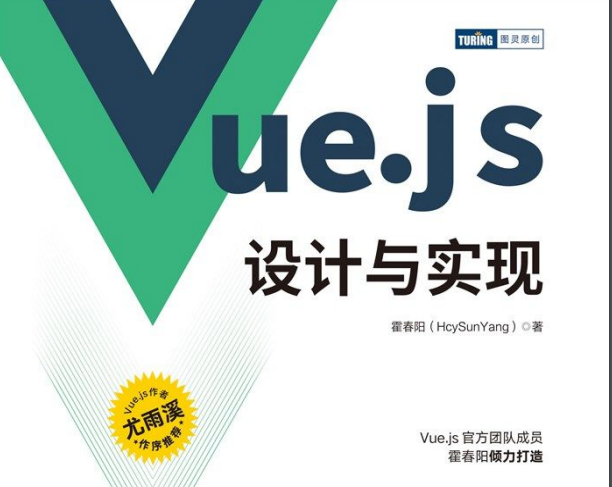 TURING 图灵原创
Vue.js
设计与实现
霍春阳（HcySunYang）◎著
Vue.js作者
尤雨溪
作序推荐
Vue.js 官方团队成员
霍春阳倾力打造